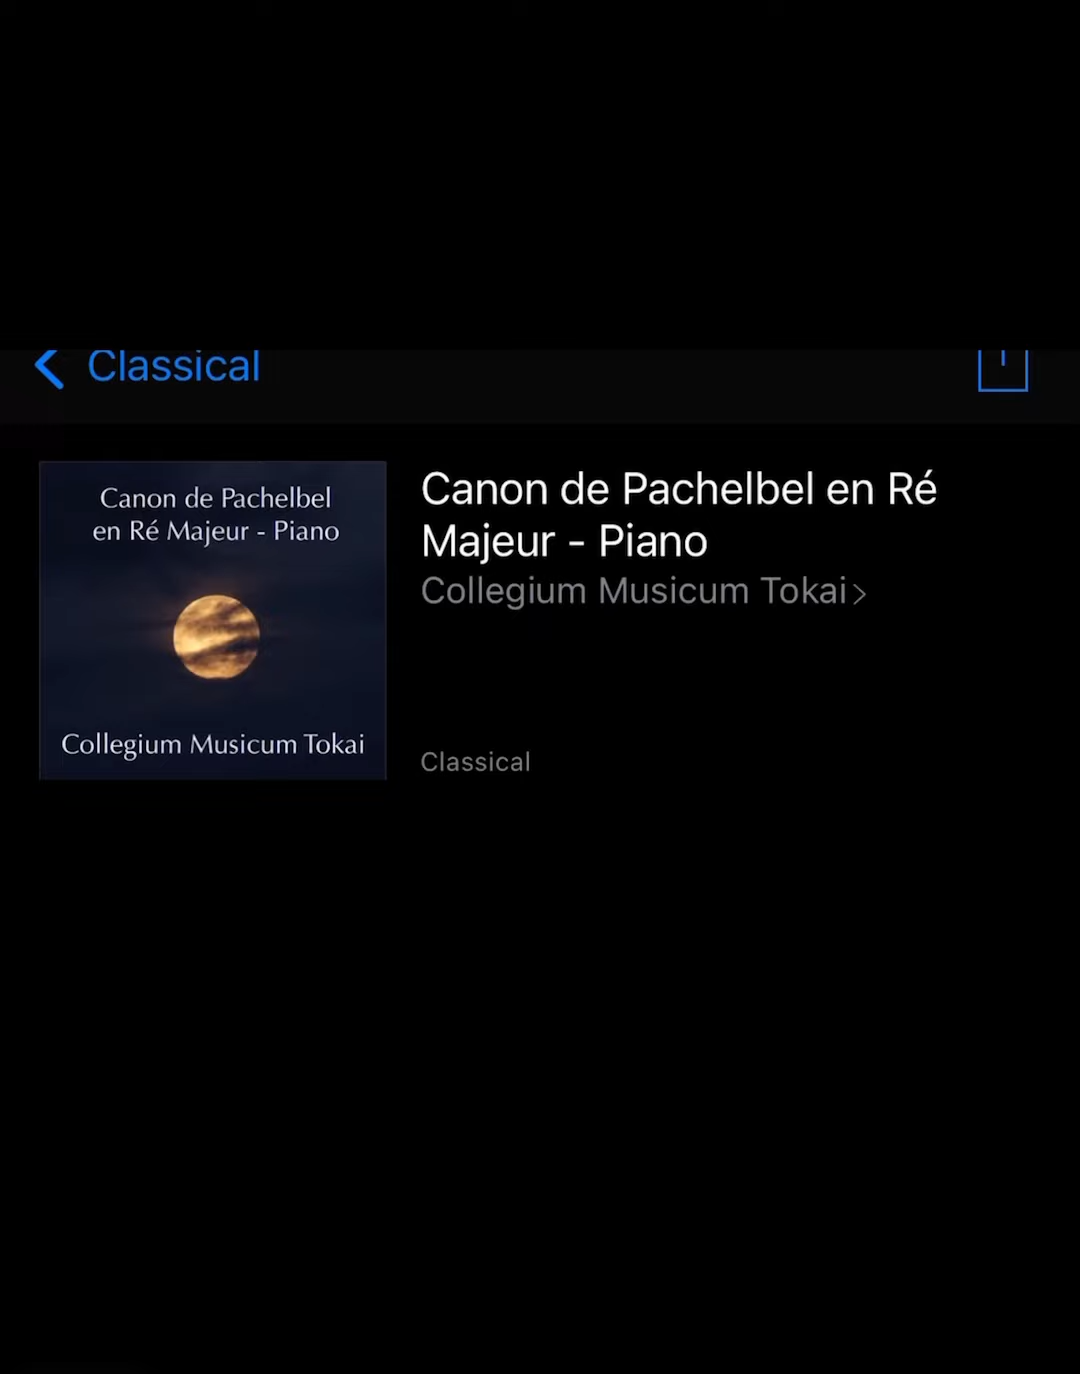 Classical
Canon de Pachelbel
en Ré Majeur - Piano
Collegium Musicum Tokai
Canon de Pachelbel en Ré
Majeur - Piano
Collegium Musicum Tokai
Classical